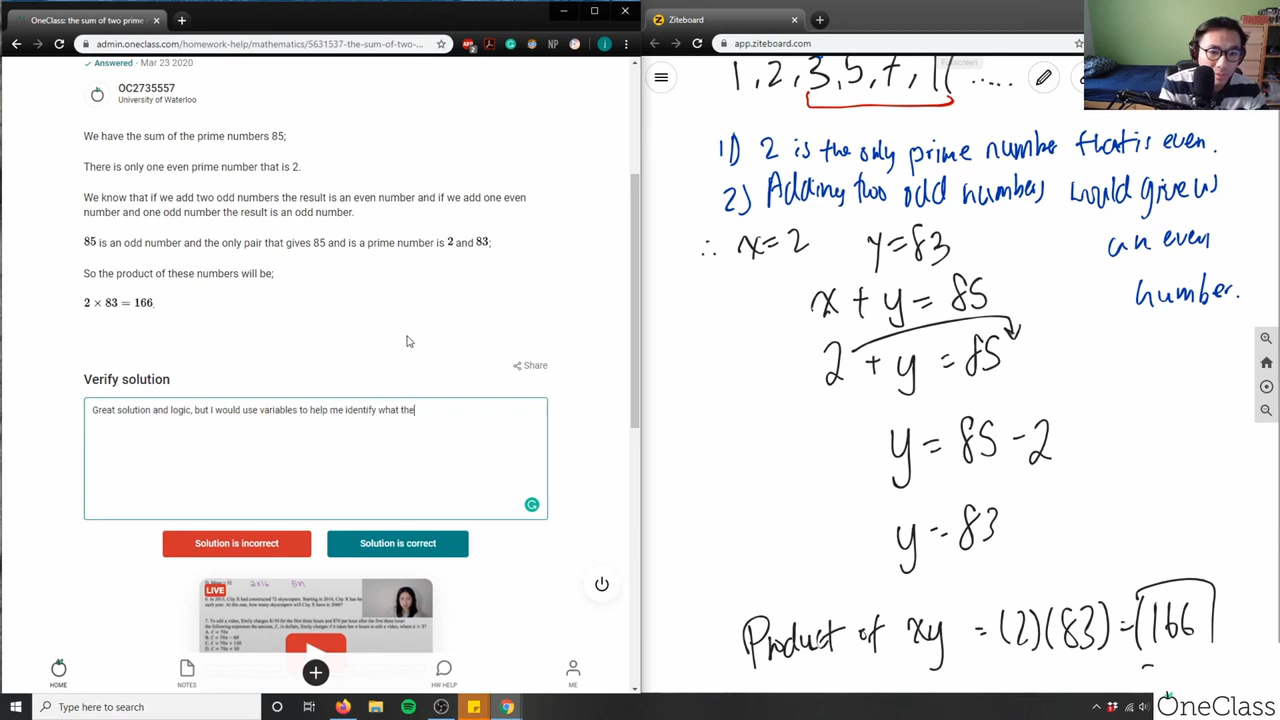 OneClass: the sum of two prime
admin.oneclass.com/homework-help/mathematics/5631537-the-sum-of-two-...
NP
j
Answered - Mar 23 2020
OC2735557
University of Waterloo
We have the sum of the prime numbers 85;
There is only one even prime number that is 2.
We know that if we add two odd numbers the result is an even number and if we add one even
number and one odd number the result is an odd number.
85 is an odd number and the only pair that gives 85 and is a prime number is 2 and 83;
So the product of these numbers will be;
2 × 83 = 166.
Share
Verify solution
Great solution and logic, but I would use variables to help me identify what the
Solution is incorrect
Solution is correct
LIVE
HOME
NOTES
HW HELP
ME
Type here to search
Ziteboard
app.ziteboard.com
1, 2, 3, 5, 7, 11 .....
1) 2 is the only prime number that is even.
2) Adding two odd numbers would give us
an even
number.
∴ x=2 y=83
x + y = 85
2 + y = 85
y = 85 - 2
y = 83
Product of xy = (2)(83) = 166
OneClass